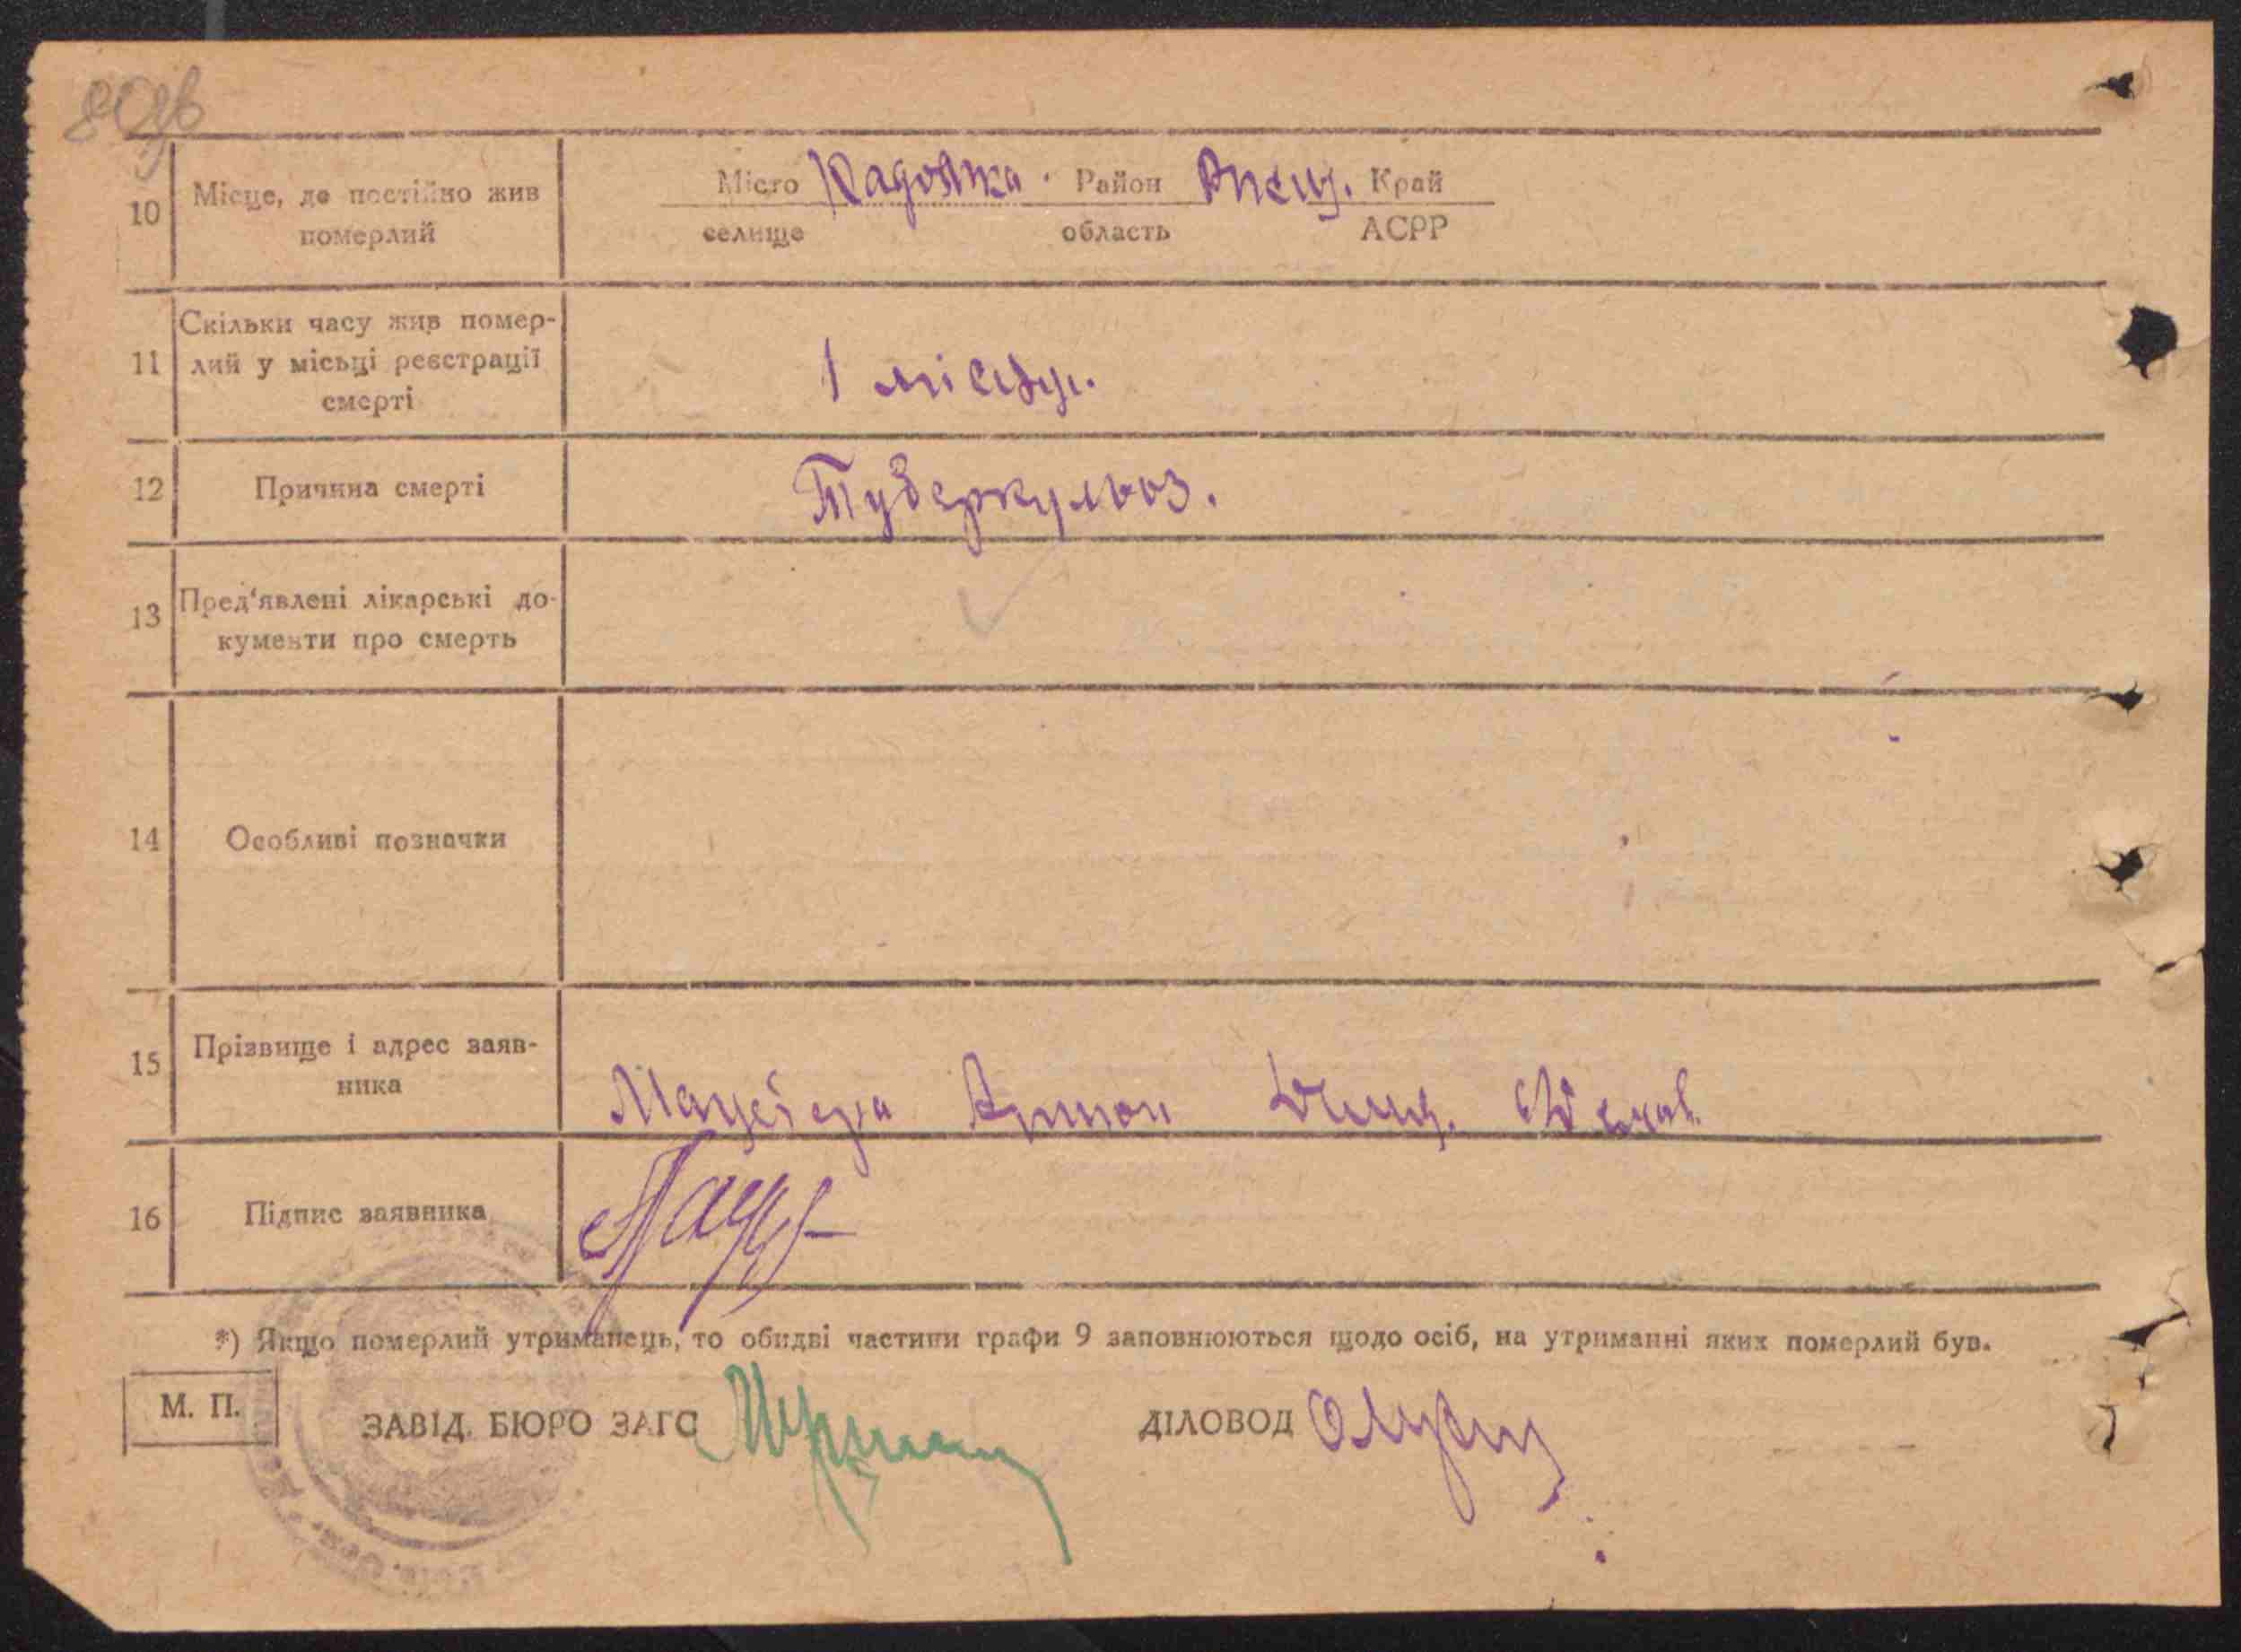 80зв
10 Місце, де постійно жив померлий
Місто Район Край
селище область АСРР
11 Скільки часу жив помер-
лий у місьці реєстрації
смерті
1 місяц.
12 Причина смерті Туберкульоз.
13 Пред'явлені лікарські до-
кументи про смерть
14 Особливі позначки
15 Прізвище і адрес заяв-
ника
Антон
16 Підпис заявника
*) Якщо померлий утриманець, то обидві частини графи 9 заповнюються щодо осіб, на утриманні яких померлий був.
М. П.
ЗАВІД. БЮРО ЗАГС ДІЛОВОД